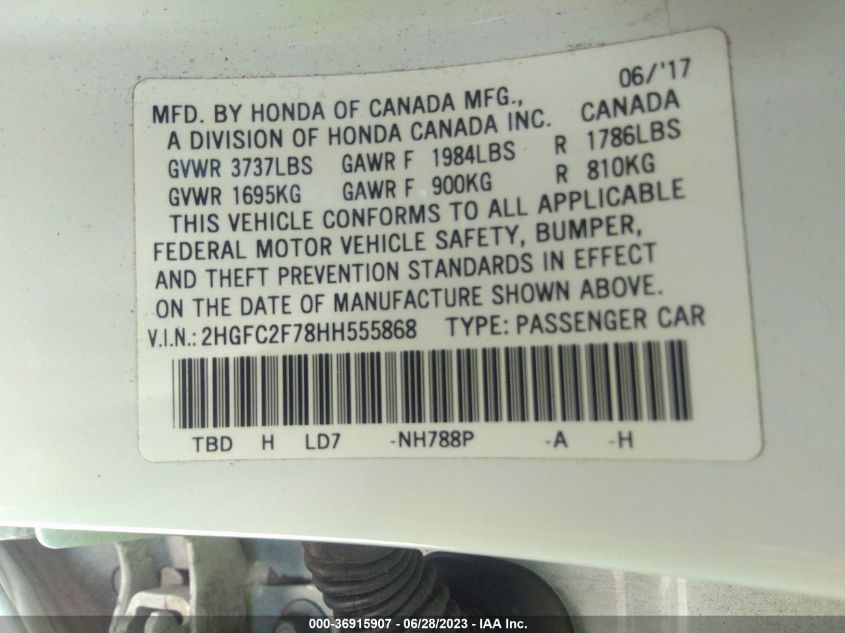 06/'17
MFD. BY HONDA OF CANADA MFG.,
A DIVISION OF HONDA CANADA INC. CANADA
GVWR 3737LBS GAWR F 1984LBS R 1786LBS
GVWR 1695KG GAWR F 900KG R 810KG
THIS VEHICLE CONFORMS TO ALL APPLICABLE
FEDERAL MOTOR VEHICLE SAFETY, BUMPER,
AND THEFT PREVENTION STANDARDS IN EFFECT
ON THE DATE OF MANUFACTURE SHOWN ABOVE.
V.I.N.: 2HGFC2F78HH555868 TYPE: PASSENGER CAR
TBD H LD7 -NH788P -A -H
000-36915907 - 06/28/2023 - IAA Inc.